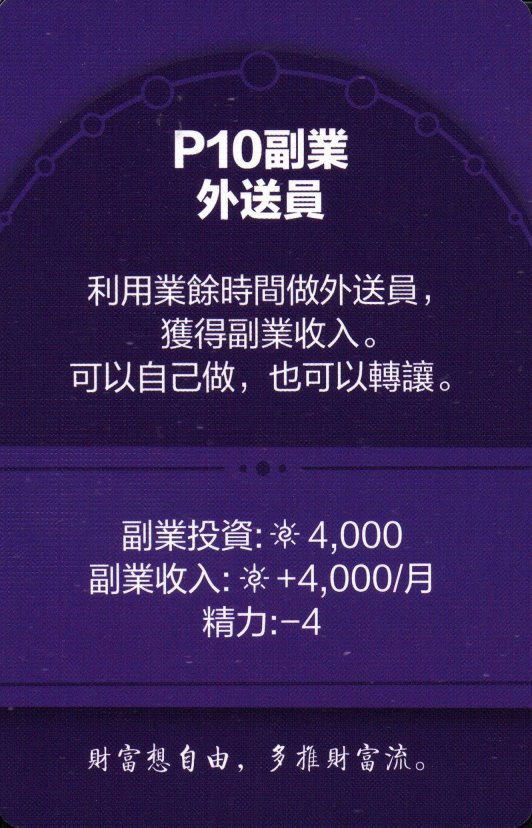 P10副業
外送員
利用業餘時間做外送員，
獲得副業收入。
可以自己做，也可以轉讓。
副業投資: 4,000
副業收入: +4,000/月
精力:−4
財富想自由，多推財富流。